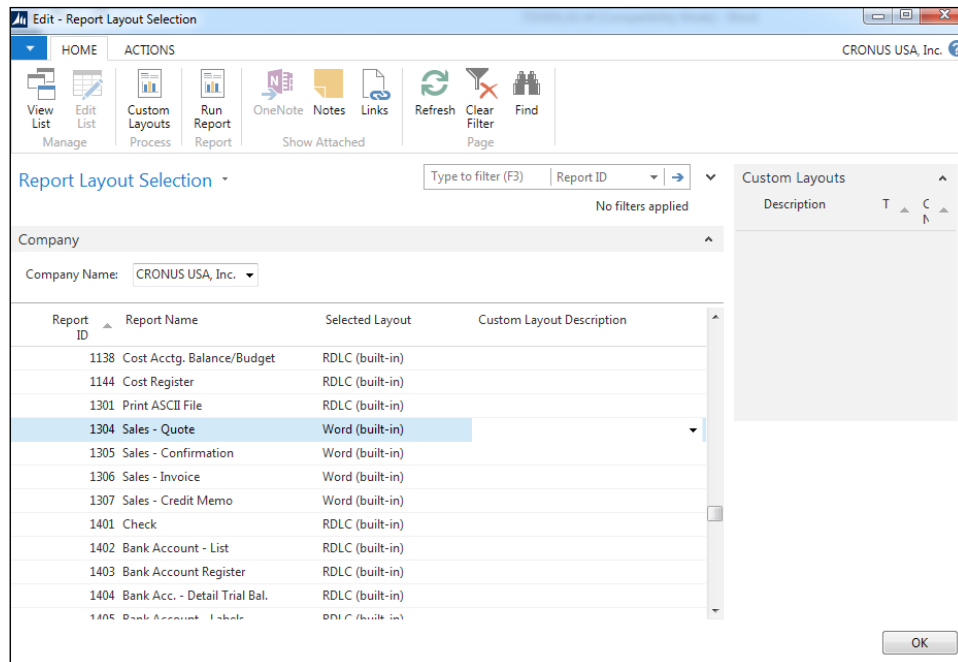 Edit - Report Layout Selection
HOME ACTIONS CRONUS USA, Inc.
View List Edit List Custom Layouts Run Report OneNote Notes Links Refresh Clear Filter Find
Manage Process Report Show Attached Page
Report Layout Selection Type to filter (F3) Report ID Custom Layouts
No filters applied Description T C N
Company
Company Name: CRONUS USA, Inc.
Report ID Report Name Selected Layout Custom Layout Description
1138 Cost Acctg. Balance/Budget RDLC (built-in)
1144 Cost Register RDLC (built-in)
1301 Print ASCII File RDLC (built-in)
1304 Sales - Quote Word (built-in)
1305 Sales - Confirmation Word (built-in)
1306 Sales - Invoice Word (built-in)
1307 Sales - Credit Memo Word (built-in)
1401 Check RDLC (built-in)
1402 Bank Account - List RDLC (built-in)
1403 Bank Account Register RDLC (built-in)
1404 Bank Acc. - Detail Trial Bal. RDLC (built-in)
1405 Bank Account - Labels RDLC (built-in)
OK